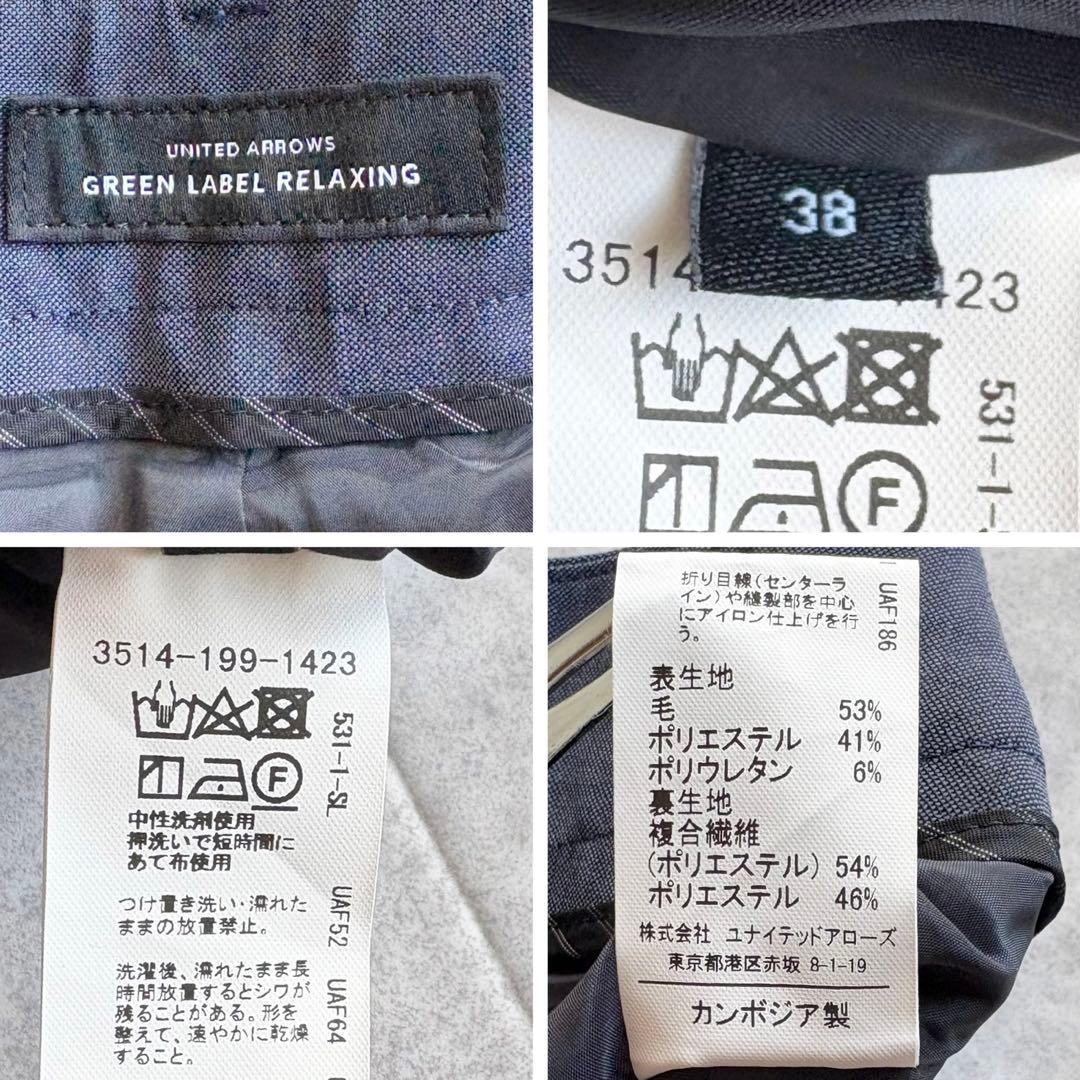 UNITED ARROWS
GREEN LABEL RELAXING
38
3514
423
531-1-S
F
3514-199-1423
F
531-1-SL
中性洗剤使用
押洗いで短時間に
あて布使用
つけ置き洗い・濡れた
ままの放置禁止。
洗濯後、濡れたまま長
時間放置するとシワが
残ることがある。形を
整えて、速やかに乾燥
すること。
UAF52 UAF64
折り目線(センターラ
イン)や縫製部を中心
にアイロン仕上げを行
う。
UAF186
表生地
毛 53%
ポリエステル 41%
ポリウレタン 6%
裏生地
複合繊維
(ポリエステル) 54%
ポリエステル 46%
株式会社 ユナイテッドアローズ
東京都港区赤坂 8-1-19
カンボジア製